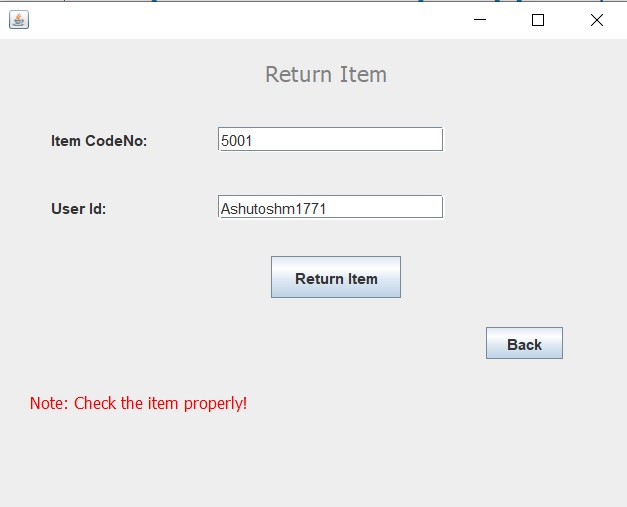 Return Item
Item CodeNo: 5001
User Id: Ashutoshm1771
Return Item
Back
Note: Check the item properly!